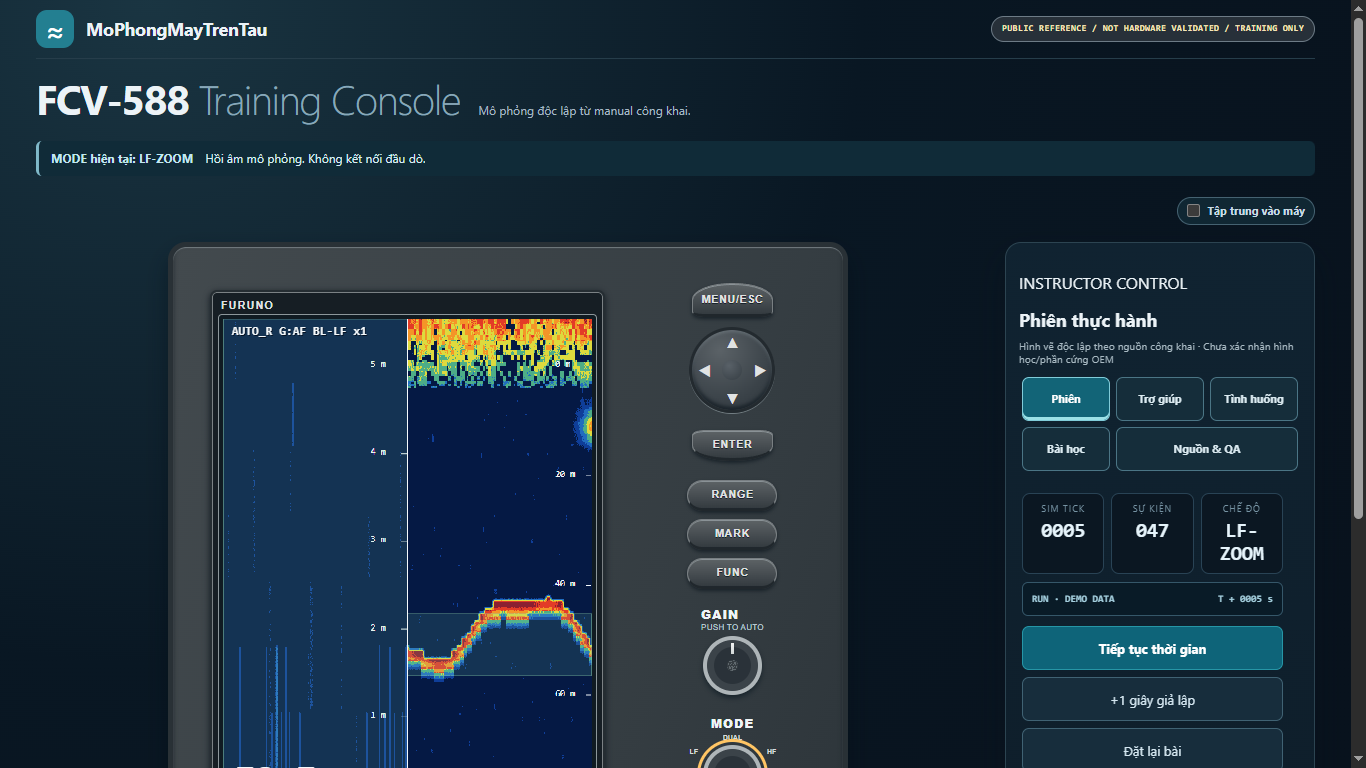 ≈ MoPhongMayTrenTau
PUBLIC REFERENCE / NOT HARDWARE VALIDATED / TRAINING ONLY
FCV-588 Training Console Mô phỏng độc lập từ manual công khai.
MODE hiện tại: LF-ZOOM Hồi âm mô phỏng. Không kết nối đầu dò.
Tập trung vào máy
FURUNO
AUTO_R G:AF BL-LF x1
5 m
4 m
3 m
2 m
1 m
0 m
20 m
40 m
60 m
MENU/ESC
ENTER
RANGE
MARK
FUNC
GAIN
PUSH TO AUTO
MODE
DUAL
LF
HF
INSTRUCTOR CONTROL
Phiên thực hành
Hình vẽ độc lập theo nguồn công khai · Chưa xác nhận hình
học/phần cứng OEM
Phiên
Trợ giúp
Tình huống
Bài học
Nguồn & QA
SIM TICK
0005
SỰ KIỆN
047
CHẾ ĐỘ
LF-
ZOOM
RUN · DEMO DATA
T + 0005 s
Tiếp tục thời gian
+1 giây giả lập
Đặt lại bài